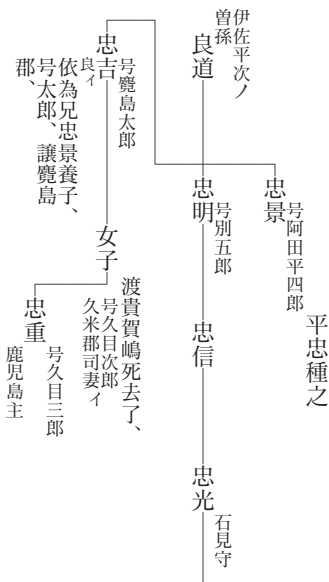 伊佐平次ノ
曽孫
良道
忠景
号阿田平四郎
平忠種之
忠明
号別五郎
忠信
忠光
石見守
忠吉
良イ
号甑島太郎
依為兄忠景養子、
号太郎、譲甑島
郡、
女子
渡貴賀嶋死去了、
号久目次郎
久米郡司妻イ
忠重
号久目三郎
鹿児島主